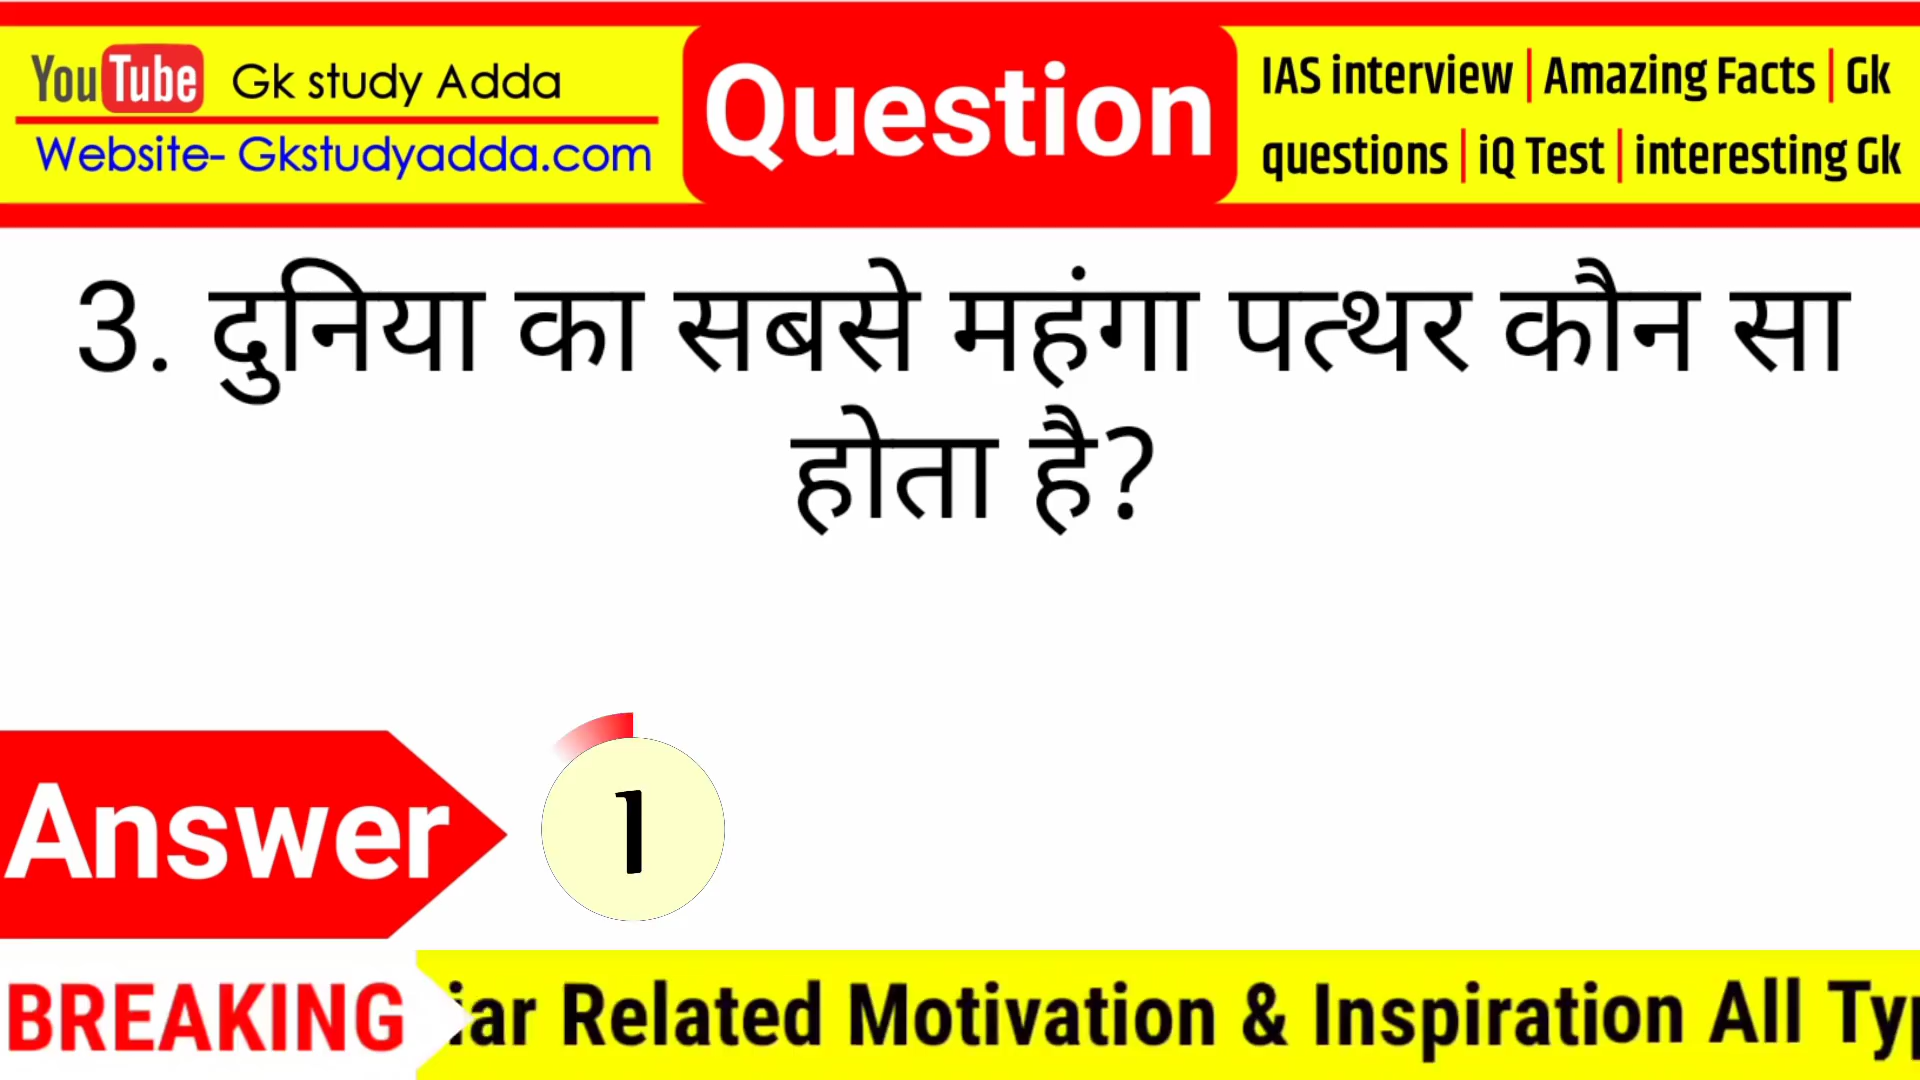 YouTube Gk study Adda
Website- Gkstudyadda.com
Question
IAS interview | Amazing Facts | Gk
questions | iQ Test | interesting Gk
3. दुनिया का सबसे महंगा पत्थर कौन सा
होता है?
Answer
1
BREAKING
Related Motivation & Inspiration All